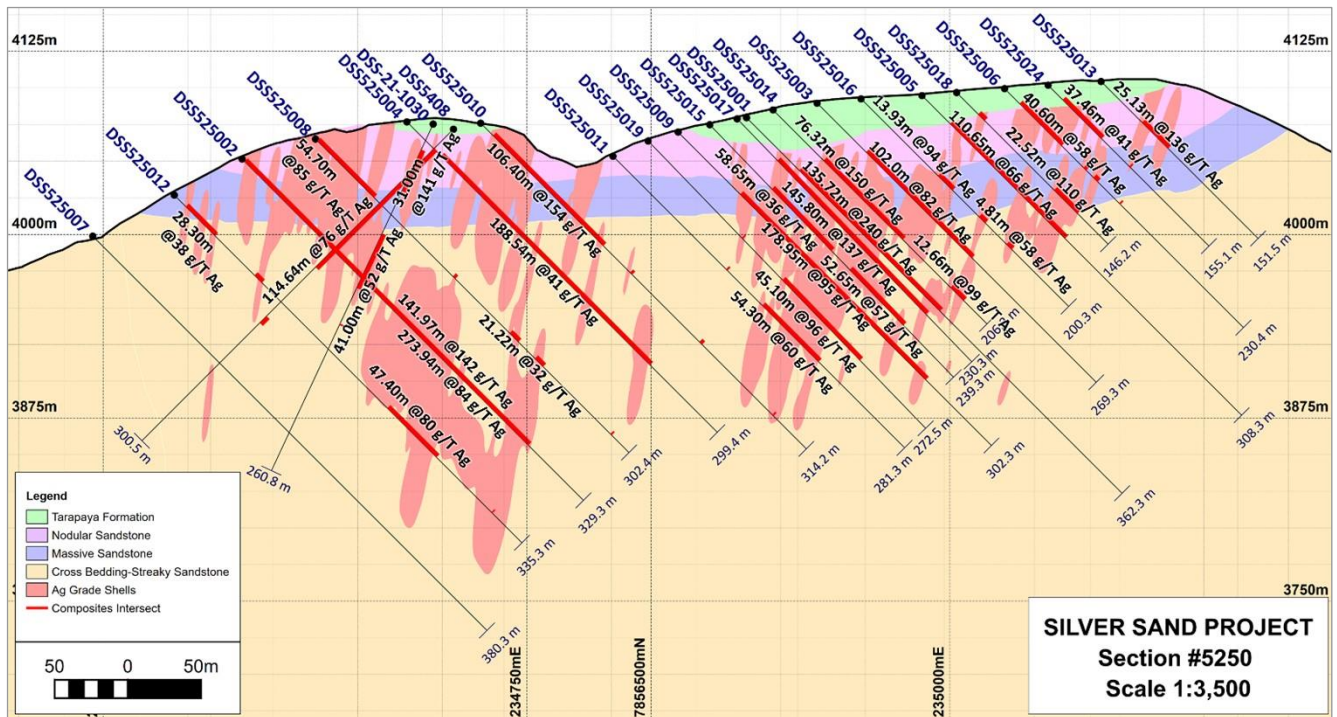 4125m
4125m
4000m
4000m
3875m
3875m
3750m
DSS525007
DSS525012
DSS525002
DSS525008
DSS525004
DSS-21-1030
DSS5408
DSS525010
DSS52S011
DSS525019
DSS525009
DSS525015
DSS525017
DSS525001
DSS525014
DSS525003
DSS525016
DSS525005
DSS525018
DSS525006
DSS525024
DSS525013
28.30m
@38 g/T Ag
54.70m
@85 g/T Ag
114.64m @76 g/T Ag
31.00m
@141 g/T Ag
41.00m @52 g/T Ag
106.40m @154 g/T Ag
188.54m @41 g/T Ag
141.97m @142 g/T Ag
273.94m @84 g/T Ag
21.22m @32 g/T Ag
47.40m @80 g/T Ag
58.65m @36 g/T Ag
145.80m @137 g/T Ag
178.95m @95 g/T Ag
52.65m @57 g/T Ag
45.10m @96 g/T Ag
54.30m @60 g/T Ag
76.32m @150 g/T Ag
135.72m @240 g/T Ag
102.0m @82 g/T Ag
12.66m @99 g/T Ag
13.93m @94 g/T Ag
110.65m @66 g/T Ag
4.81m @58 g/T Ag
22.52m @110 g/T Ag
40.60m @58 g/T Ag
37.46m @41 g/T Ag
25.13m @136 g/T Ag
300.5 m
260.8 m
380.3 m
335.3 m
329.3 m
302.4 m
299.4 m
314.2 m
281.3 m
272.5 m
302.3 m
362.3 m
239.3 m
230.3 m
269.3 m
308.3 m
200.3 m
230.4 m
146.2 m
155.1 m
151.5 m
Legend
Tarapaya Formation
Nodular Sandstone
Massive Sandstone
Cross Bedding-Streaky Sandstone
Ag Grade Shells
Composites Intersect
50 0 50m
234750mE
7856500mN
235000mE
SILVER SAND PROJECT
Section #5250
Scale 1:3,500